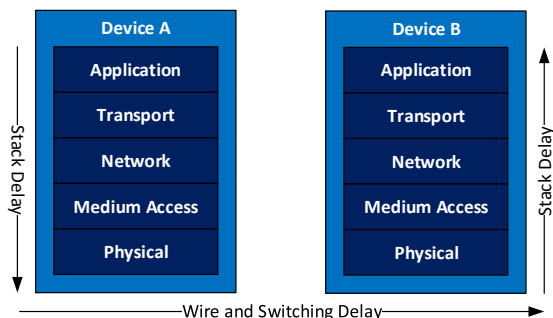 Device A
Application
Transport
Network
Medium Access
Physical
Stack Delay
Device B
Application
Transport
Network
Medium Access
Physical
Stack Delay
Wire and Switching Delay